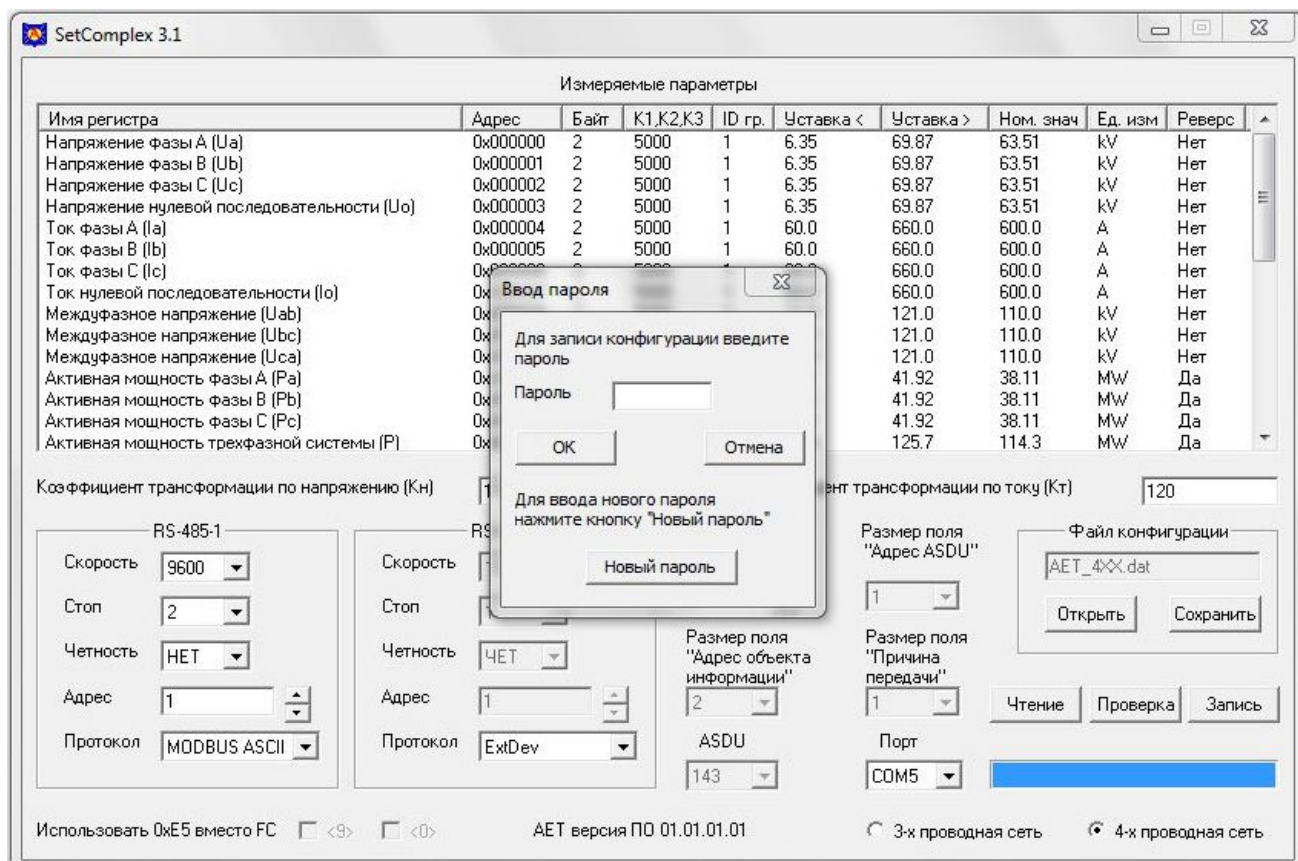 SetComplex 3.1
Измеряемые параметры
Имя регистра Адрес Байт K1,K2,K3 ID гр. Уставка < Уставка > Ном. знач Ед. изм Реверс
Напряжение фазы A (Ua) 0x000000 2 5000 1 6.35 69.87 63.51 kV Нет
Напряжение фазы B (Ub) 0x000001 2 5000 1 6.35 69.87 63.51 kV Нет
Напряжение фазы C (Uc) 0x000002 2 5000 1 6.35 69.87 63.51 kV Нет
Напряжение нулевой последовательности (Uo) 0x000003 2 5000 1 6.35 69.87 63.51 kV Нет
Ток фазы A (Ia) 0x000004 2 5000 1 60.0 660.0 600.0 A Нет
Ток фазы B (Ib) 0x000005 2 5000 1 60.0 660.0 600.0 A Нет
Ток фазы C (Ic) 660.0 600.0 A Нет
Ток нулевой последовательности (Io) 0x 660.0 600.0 A Нет
Междуфазное напряжение (Uab) 0x 121.0 110.0 kV Нет
Междуфазное напряжение (Ubc) 0x 121.0 110.0 kV Нет
Междуфазное напряжение (Uca) 0x 121.0 110.0 kV Нет
Активная мощность фазы A (Pa) 0x 41.92 38.11 MW Да
Активная мощность фазы B (Pb) 0x 41.92 38.11 MW Да
Активная мощность фазы C (Pc) 0x 41.92 38.11 MW Да
Активная мощность трехфазной системы (P) 0x 125.7 114.3 MW Да
Ввод пароля
Для записи конфигурации введите
пароль
Пароль
OK Отмена
Для ввода нового пароля
нажмите кнопку "Новый пароль"
Новый пароль
Коэффициент трансформации по напряжению (Кн) 1
ент трансформации по току (Кт) 120
RS-485-1
Скорость 9600
Стоп 2
Четность НЕТ
Адрес 1
Протокол MODBUS ASCII
RS
Скорость 1
Стоп 1
Четность ЧЕТ
Адрес 1
Протокол ExtDev
Размер поля
"Адрес объекта
информации"
2
ASDU
143
Размер поля
"Адрес ASDU"
1
Размер поля
"Причина
передачи"
1
Порт
COM5
Файл конфигурации
AET_4XX.dat
Открыть Сохранить
Чтение Проверка Запись
Использовать 0xE5 вместо FC <9> <0> AET версия ПО 01.01.01.01 3-х проводная сеть 4-х проводная сеть